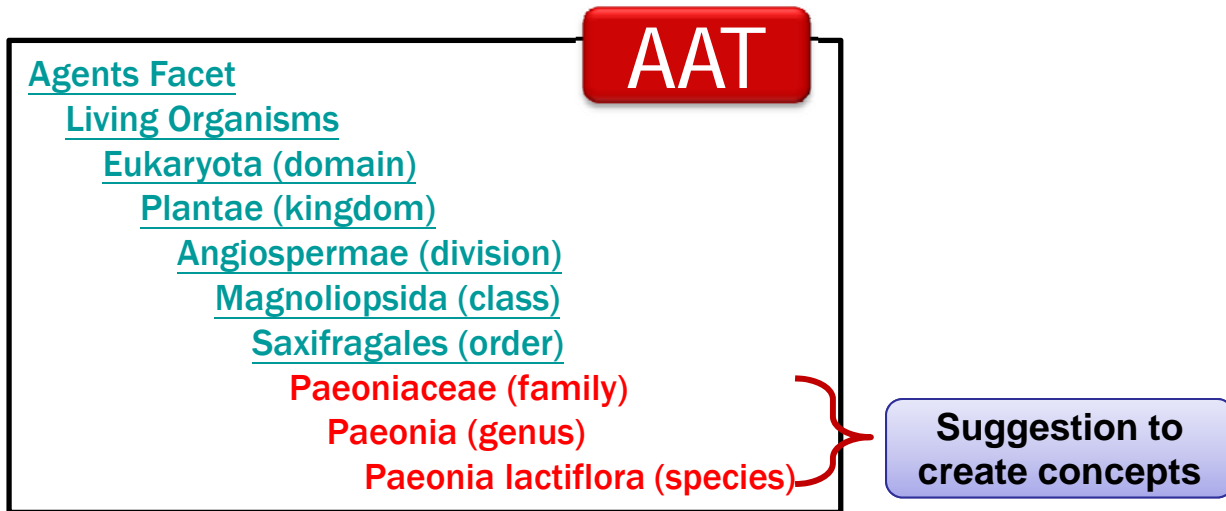 AAT
Agents Facet
Living Organisms
Eukaryota (domain)
Plantae (kingdom)
Angiospermae (division)
Magnoliopsida (class)
Saxifragales (order)
Paeoniaceae (family)
Paeonia (genus)
Paeonia lactiflora (species)
Suggestion to
create concepts